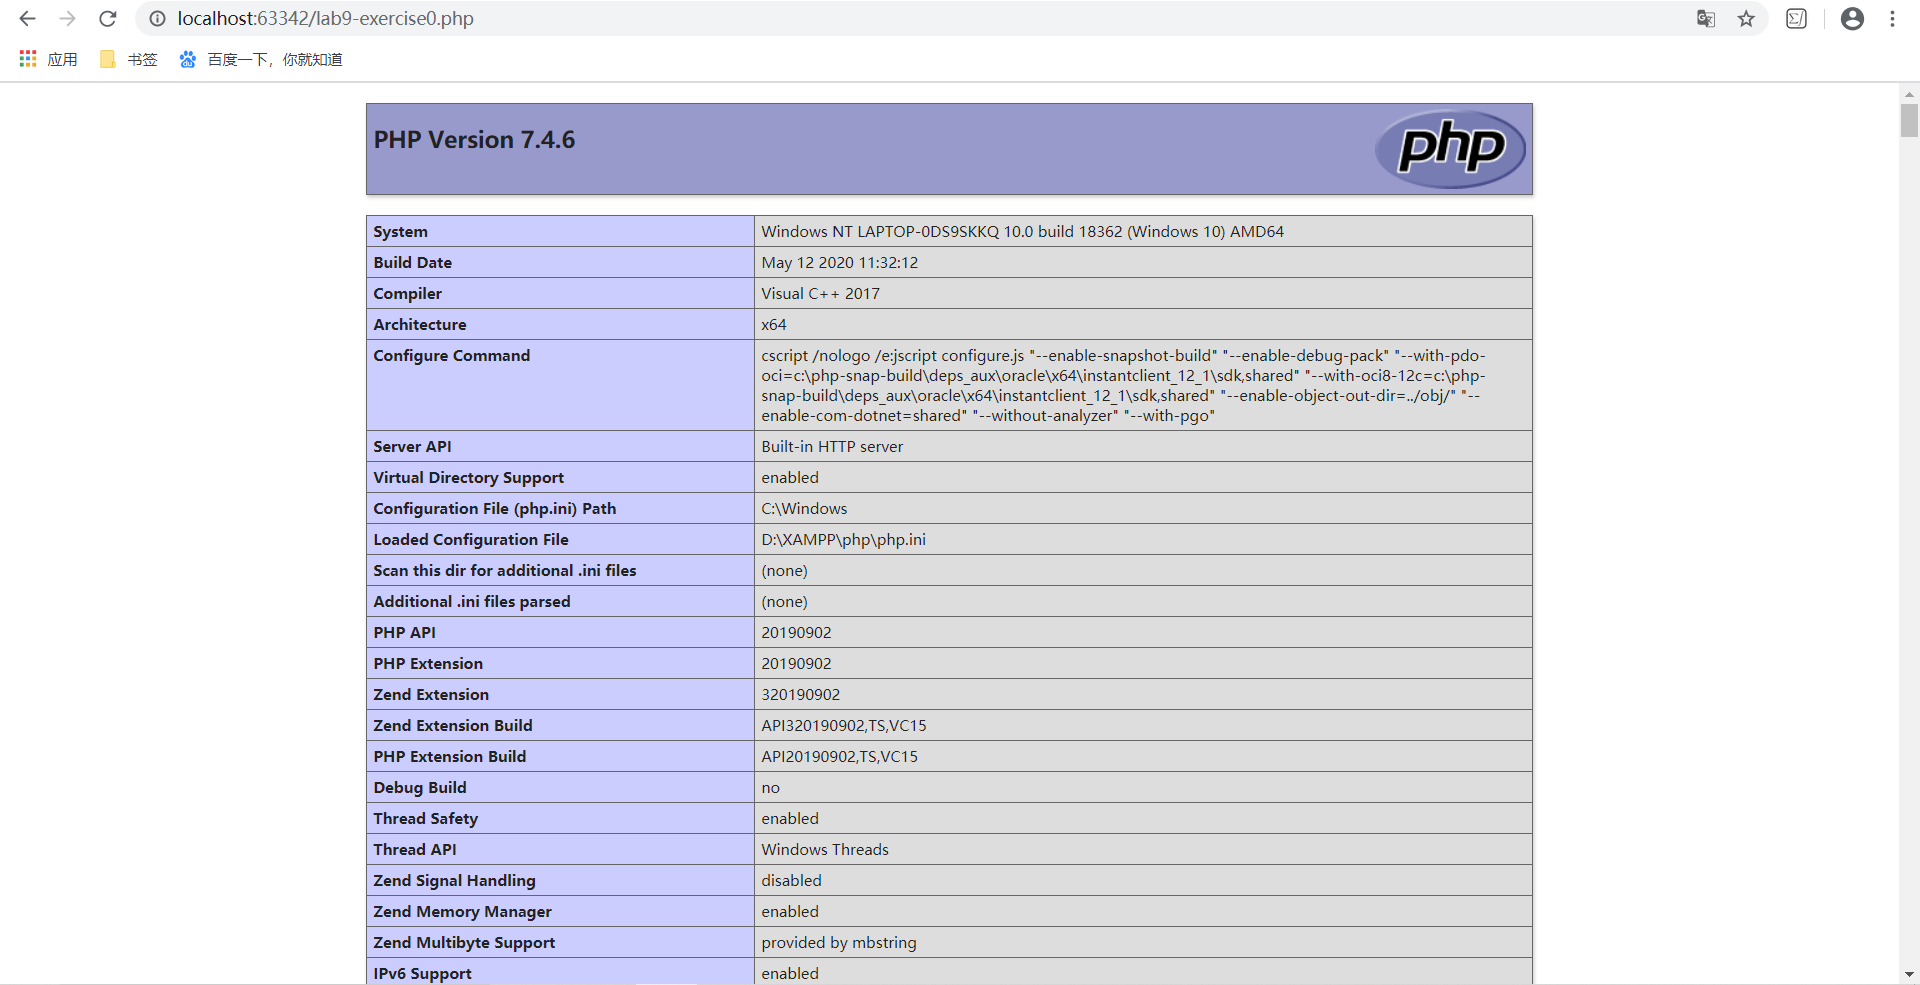 localhost:63342/lab9-exercise0.php
应用 书签 百度一下，你就知道
PHP Version 7.4.6
php
System Windows NT LAPTOP-0DS9SKKQ 10.0 build 18362 (Windows 10) AMD64
Build Date May 12 2020 11:32:12
Compiler Visual C++ 2017
Architecture x64
Configure Command cscript /nologo /e:jscript configure.js "--enable-snapshot-build" "--enable-debug-pack" "--with-pdo-
oci=c:\php-snap-build\deps_aux\oracle\x64\instantclient_12_1\sdk,shared" "--with-oci8-12c=c:\php-
snap-build\deps_aux\oracle\x64\instantclient_12_1\sdk,shared" "--enable-object-out-dir=../obj/" "--
enable-com-dotnet=shared" "--without-analyzer" "--with-pgo"
Server API Built-in HTTP server
Virtual Directory Support enabled
Configuration File (php.ini) Path C:\Windows
Loaded Configuration File D:\XAMPP\php\php.ini
Scan this dir for additional .ini files (none)
Additional .ini files parsed (none)
PHP API 20190902
PHP Extension 20190902
Zend Extension 320190902
Zend Extension Build API320190902,TS,VC15
PHP Extension Build API20190902,TS,VC15
Debug Build no
Thread Safety enabled
Thread API Windows Threads
Zend Signal Handling disabled
Zend Memory Manager enabled
Zend Multibyte Support provided by mbstring
IPv6 Support enabled